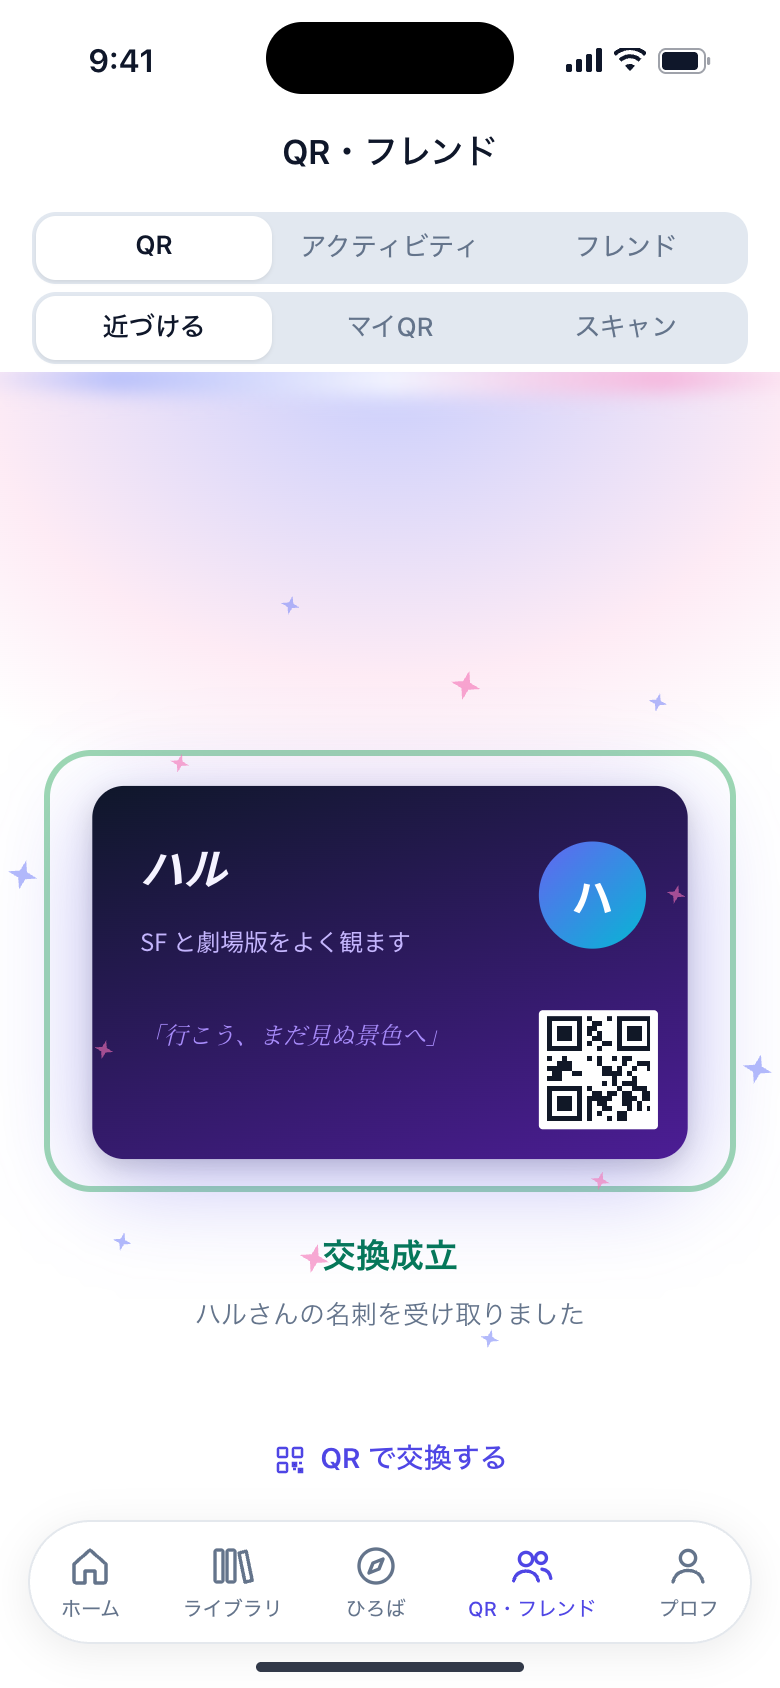 9:41
QR・フレンド
QR アクティビティ フレンド
近づける マイQR スキャン
ハル
ハ
SF と劇場版をよく観ます
「行こう、まだ見ぬ景色へ」
交換成立
ハルさんの名刺を受け取りました
QR で交換する
ホーム ライブラリ ひろば QR・フレンド プロフ